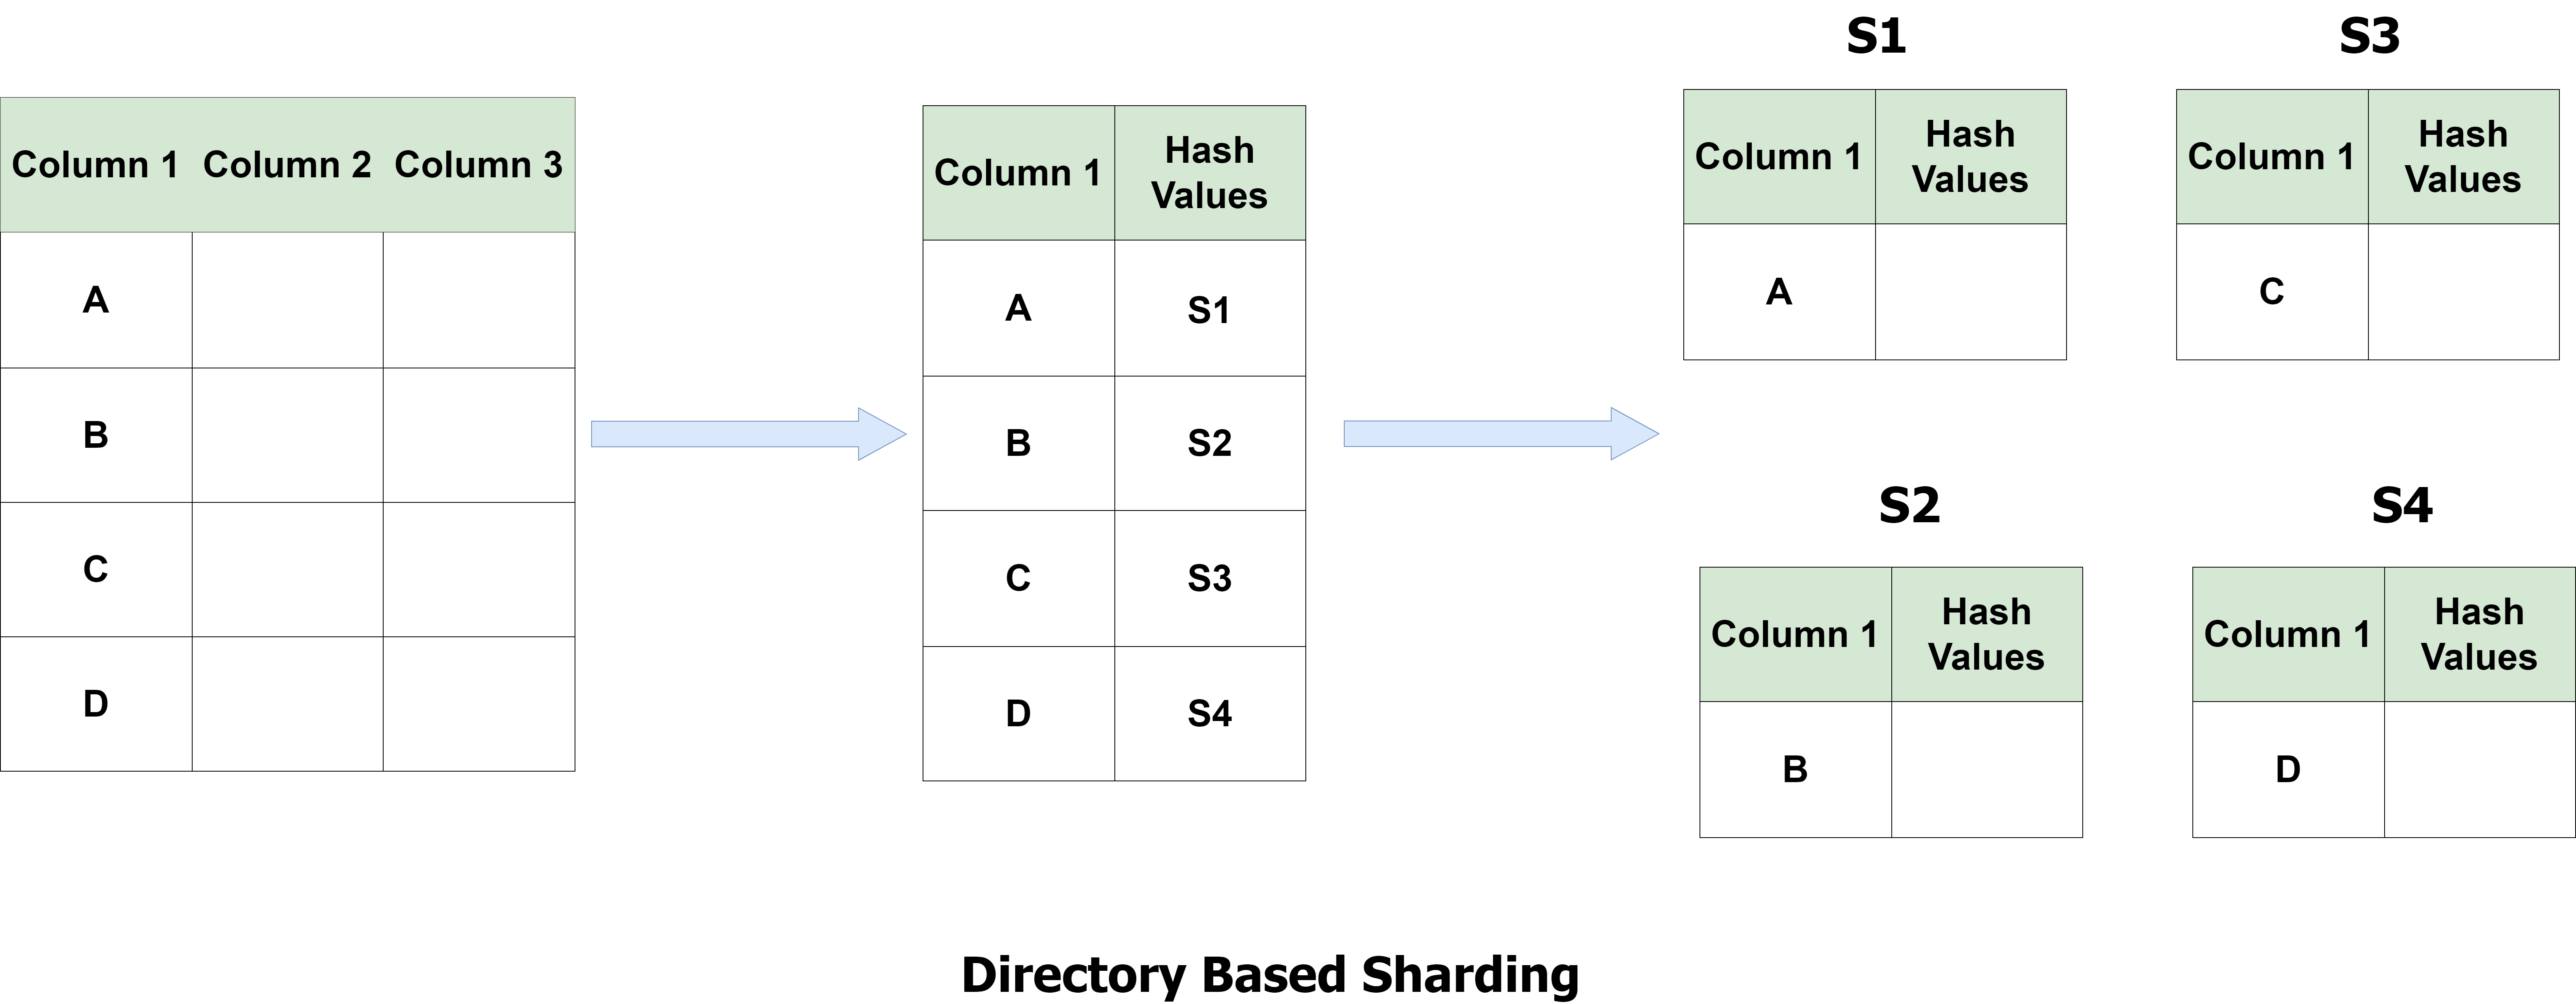 Column 1 Column 2 Column 3
A
B
C
D
Column 1 Hash
Values
A S1
B S2
C S3
D S4
S1
Column 1 Hash
Values
A
S3
Column 1 Hash
Values
C
S2
Column 1 Hash
Values
B
S4
Column 1 Hash
Values
D
Directory Based Sharding